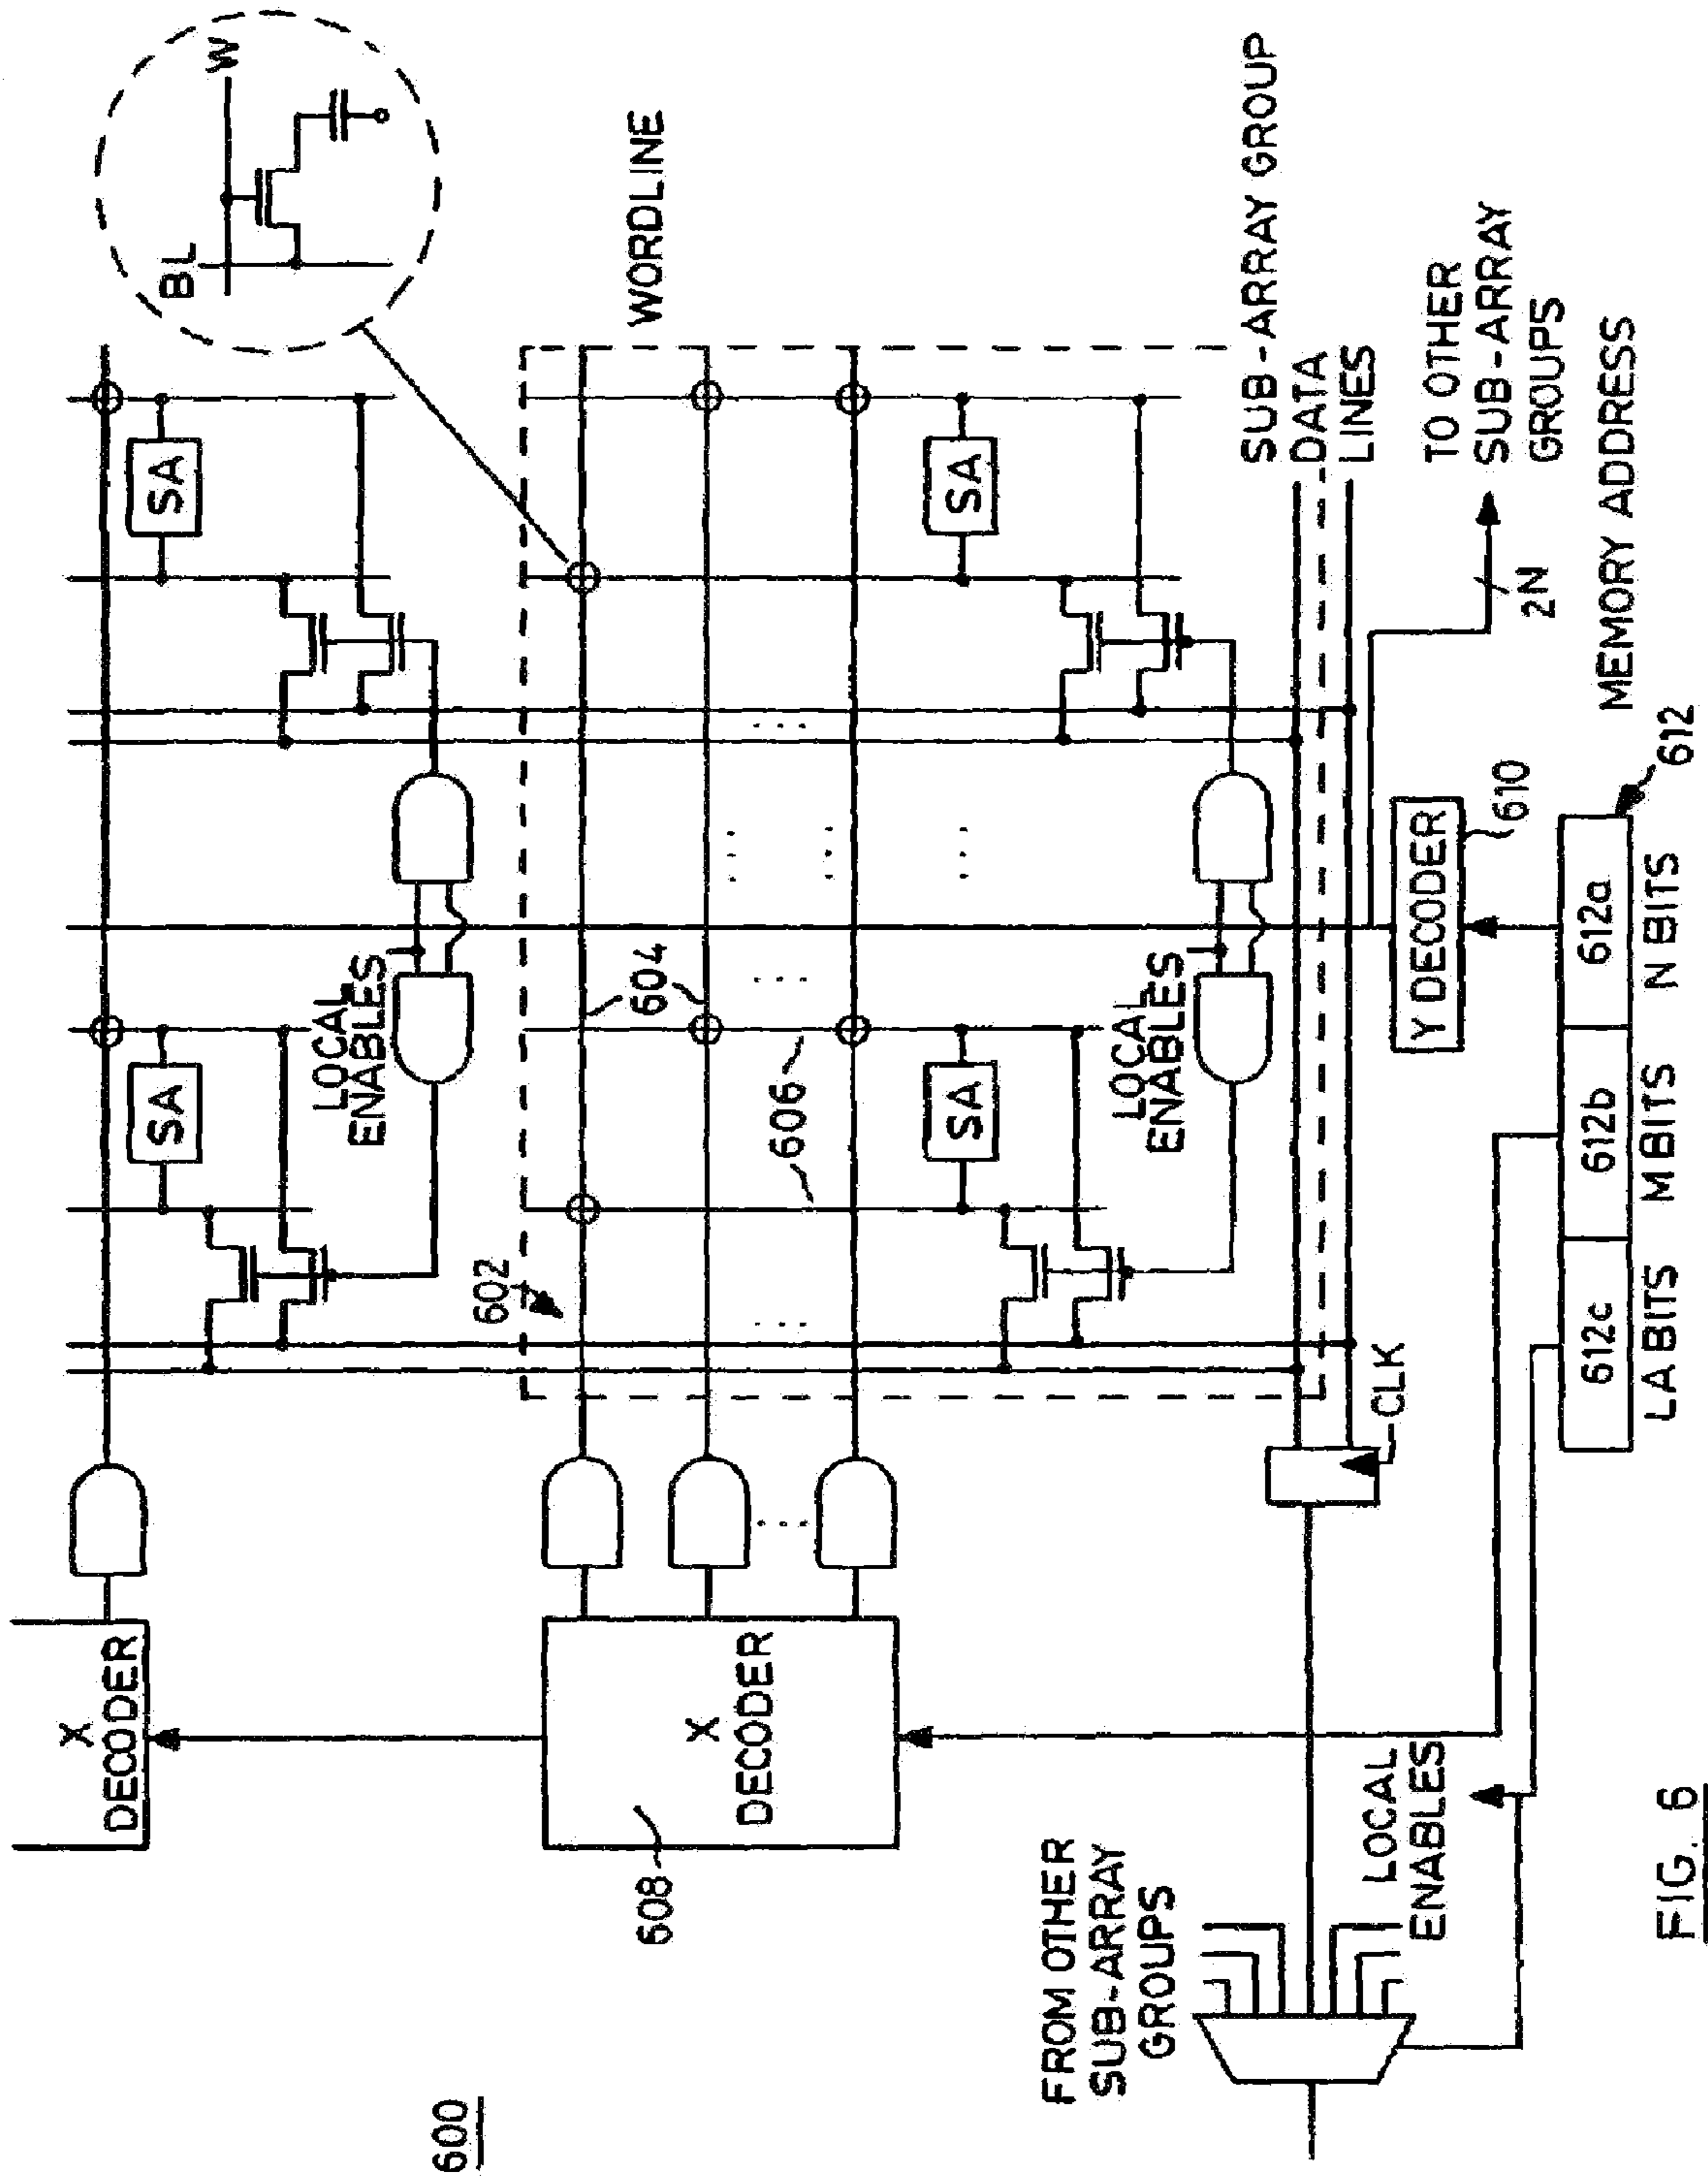 600
X
DECODER
X
DECODER
608
FROM OTHER
SUB-ARRAY
GROUPS
LOCAL
ENABLES
602
604
606
SA
SA
SA
SA
LOCAL
ENABLES
LOCAL
ENABLES
BL
W
WORDLINE
SUB-ARRAY GROUP
DATA
LINES
CLK
TO OTHER
SUB-ARRAY
GROUPS
2N
Y DECODER
610
MEMORY ADDRESS
612
612c
612b
612a
LABITS
MBITS
N BITS
FIG. 6